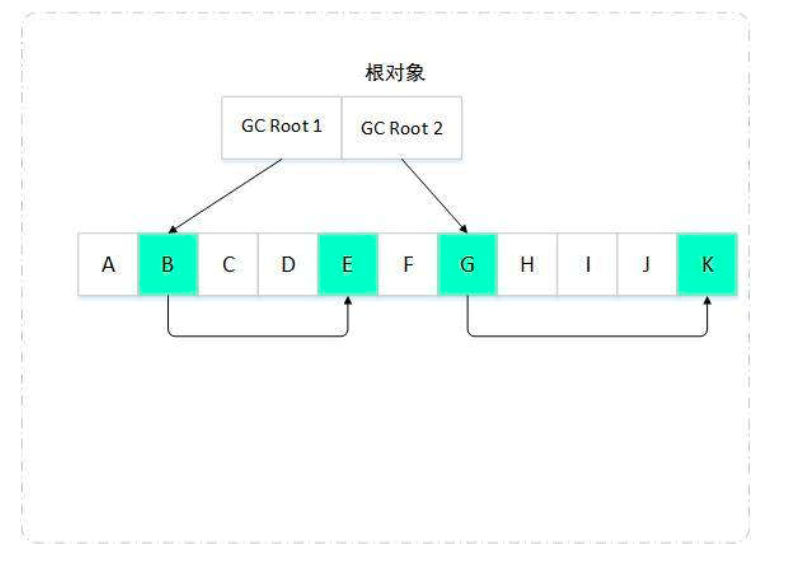 根对象
GC Root 1 GC Root 2
A B C D E F G H I J K